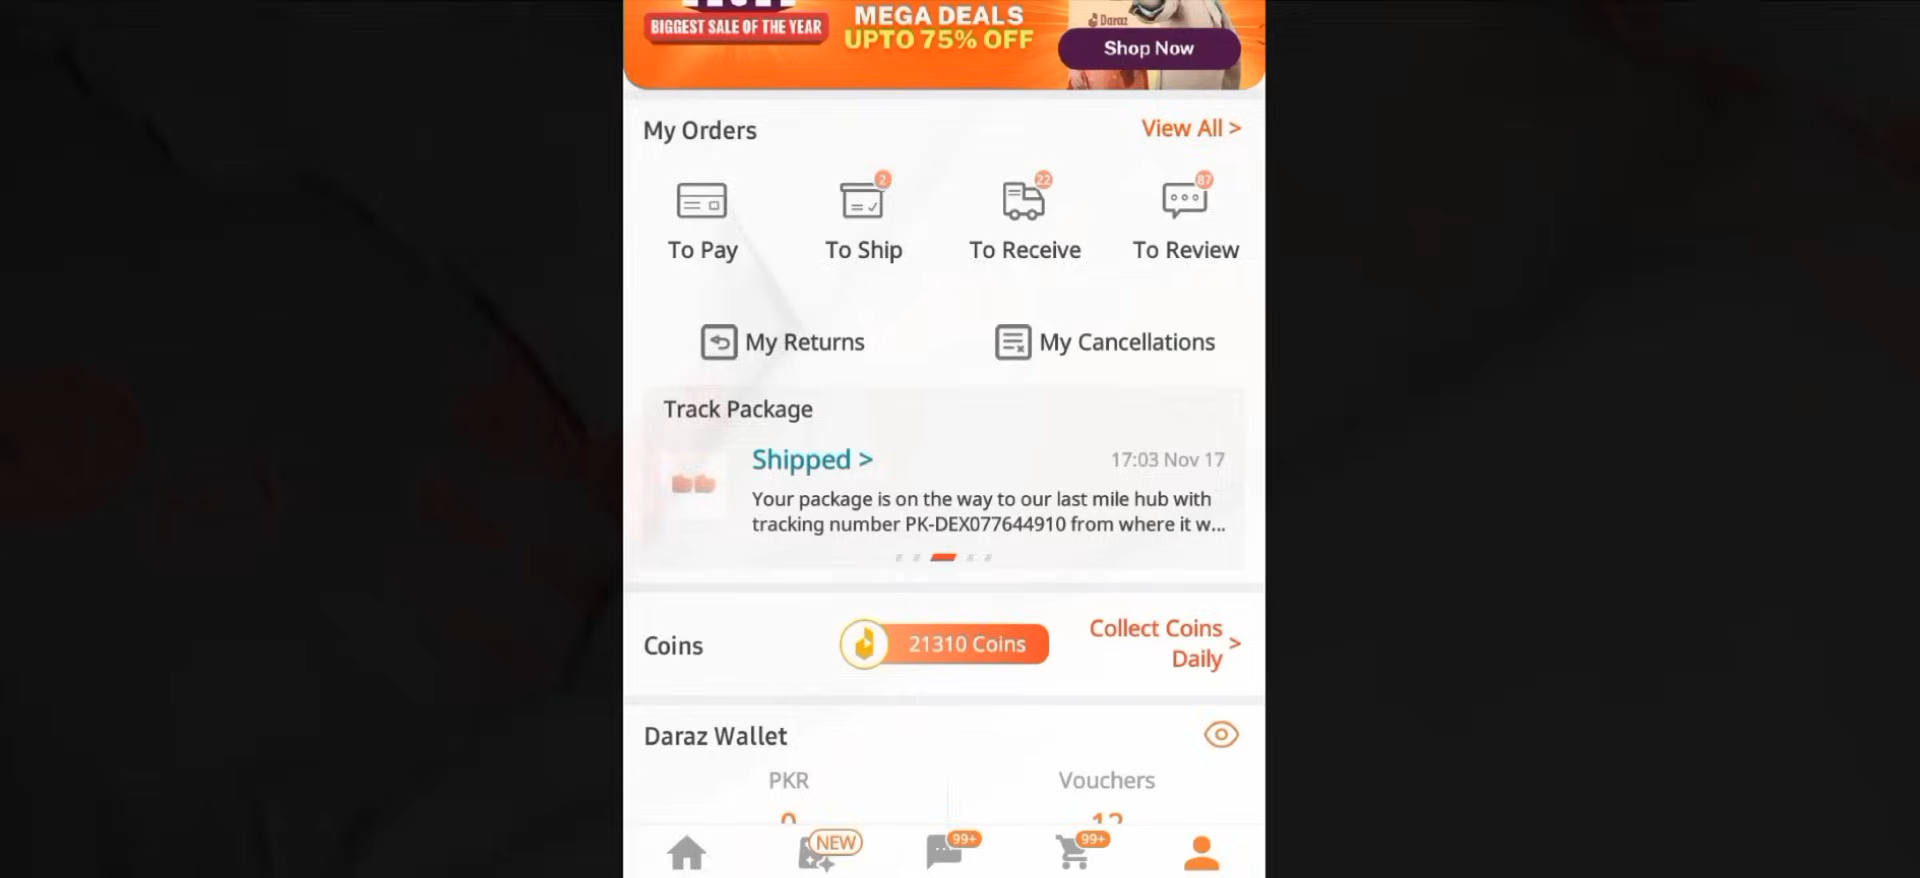 BIGGEST SALE OF THE YEAR
MEGA DEALS
UPTO 75% OFF
Daraz
Shop Now
My Orders
View All >
2
22
87
To Pay
To Ship
To Receive
To Review
My Returns
My Cancellations
Track Package
Shipped >
17:03 Nov 17
Your package is on the way to our last mile hub with
tracking number PK-DEX077644910 from where it w...
Coins
21310 Coins
Collect Coins
Daily >
Daraz Wallet
PKR
Vouchers
0
12
NEW
99+
99+